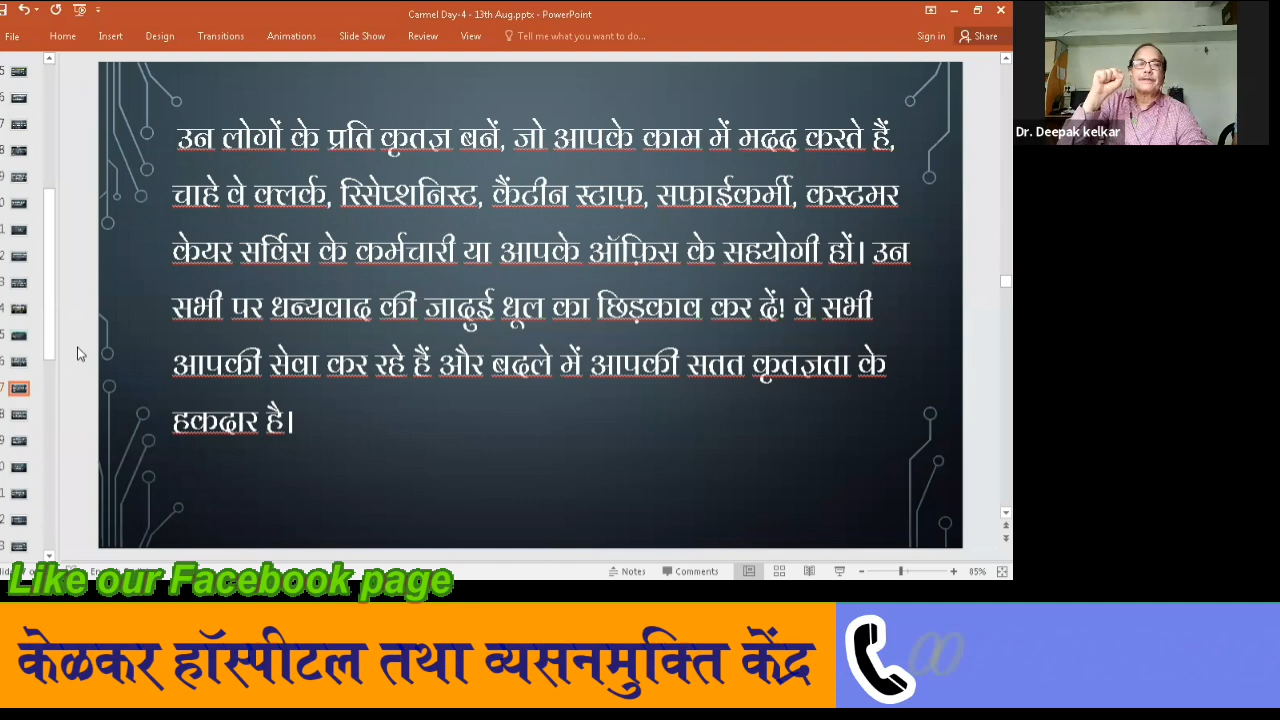 Carmel Day-4 - 13th Aug.pptx - PowerPoint
File Home Insert Design Transitions Animations Slide Show Review View Tell me what you want to do... Sign in Share
Dr. Deepak kelkar
उन लोगों के प्रति कृतज्ञ बनें, जो आपके काम में मदद करते हैं,
चाहे वे क्लर्क, रिसेप्शनिस्ट, कैंटीन स्टाफ़, सफाईकर्मी, कस्टमर
केयर सर्विस के कर्मचारी या आपके ऑफ़िस के सहयोगी हों। उन
सभी पर धन्यवाद की जादुई धूल का छिड़काव कर दें! वे सभी
आपकी सेवा कर रहे हैं और बदले में आपकी सतत कृतज्ञता के
हकदार है।
Notes Comments 85%
Like our Facebook page
केळकर हॉस्पीटल तथा व्यसनमुक्ति केंद्र